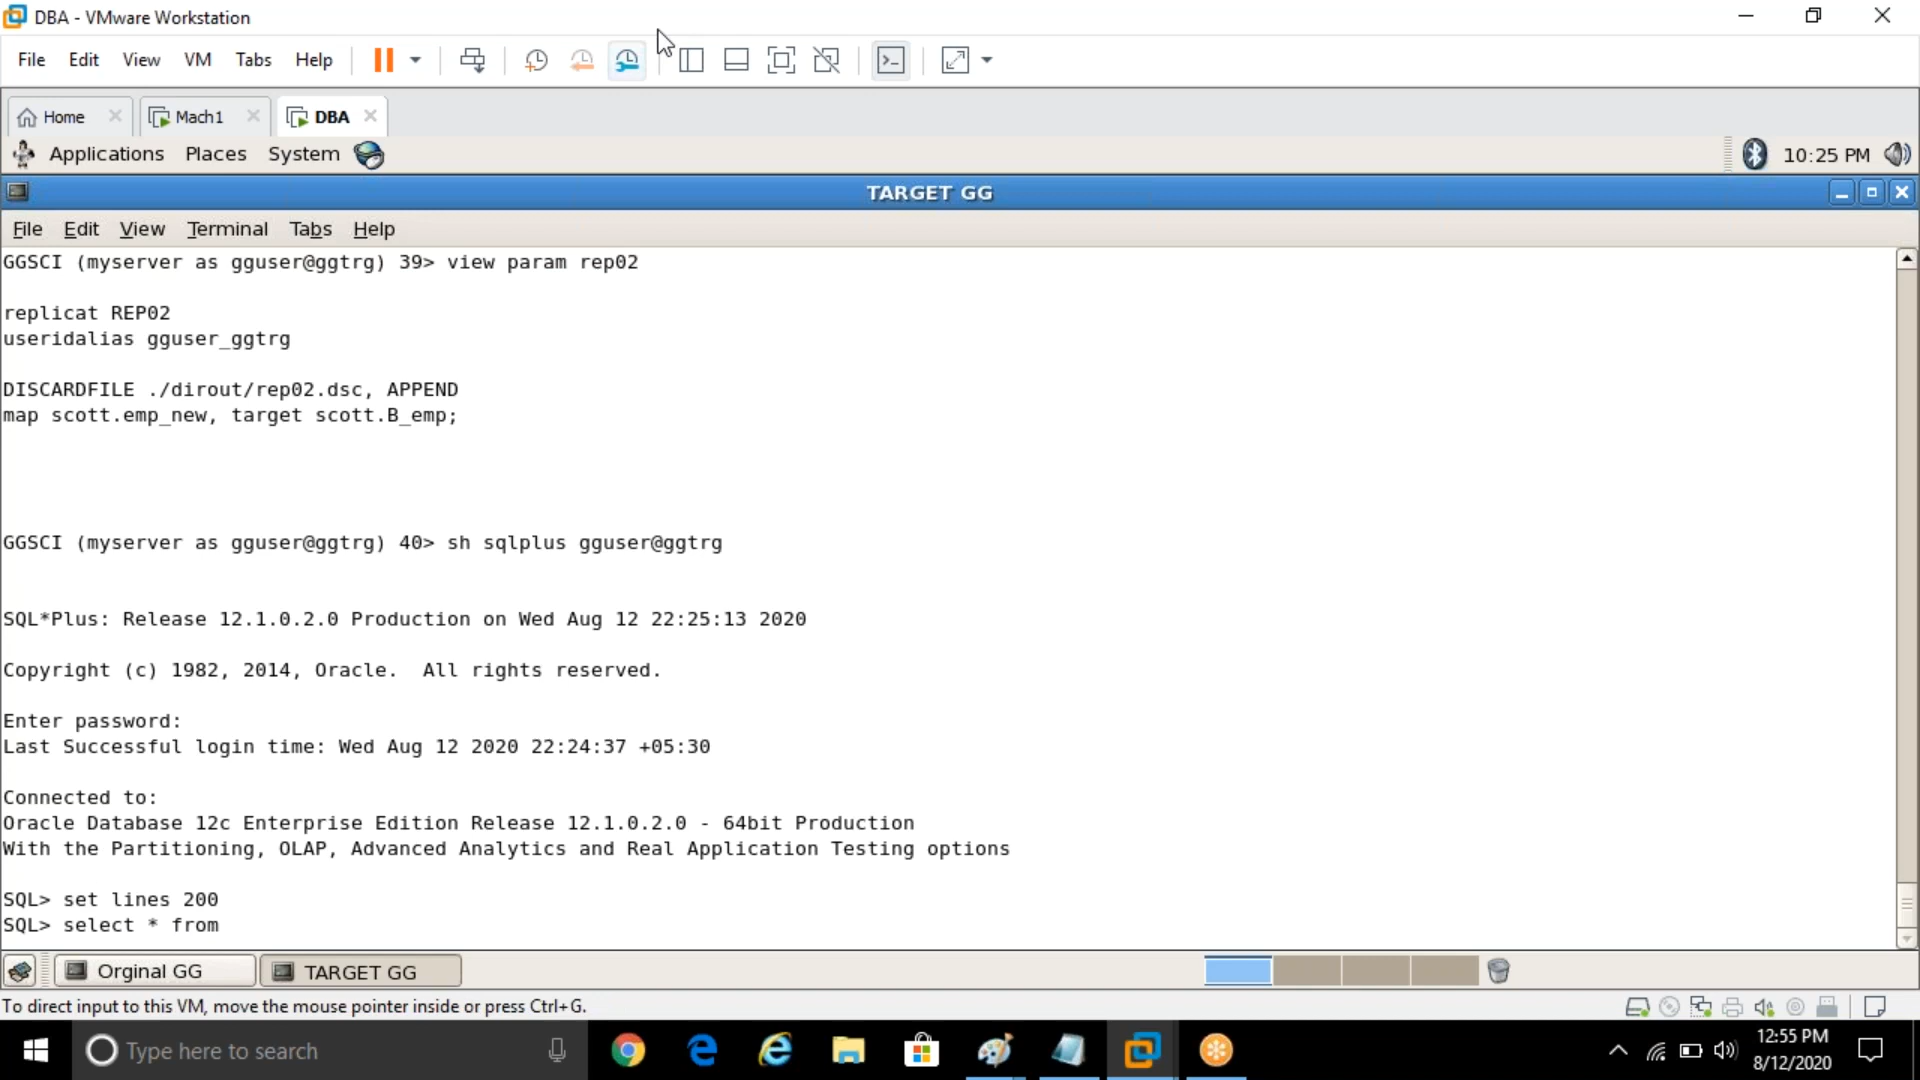 DBA - VMware Workstation
File Edit View VM Tabs Help
Home Mach1 DBA
Applications Places System 10:25 PM
TARGET GG
File Edit View Terminal Tabs Help
GGSCI (myserver as gguser@ggtrg) 39> view param rep02
replicat REP02
useridalias gguser_ggtrg
DISCARDFILE ./dirout/rep02.dsc, APPEND
map scott.emp_new, target scott.B_emp;
GGSCI (myserver as gguser@ggtrg) 40> sh sqlplus gguser@ggtrg
SQL*Plus: Release 12.1.0.2.0 Production on Wed Aug 12 22:25:13 2020
Copyright (c) 1982, 2014, Oracle.  All rights reserved.
Enter password:
Last Successful login time: Wed Aug 12 2020 22:24:37 +05:30
Connected to:
Oracle Database 12c Enterprise Edition Release 12.1.0.2.0 - 64bit Production
With the Partitioning, OLAP, Advanced Analytics and Real Application Testing options
SQL> set lines 200
SQL> select * from
Orginal GG TARGET GG
To direct input to this VM, move the mouse pointer inside or press Ctrl+G.
Type here to search
12:55 PM
8/12/2020